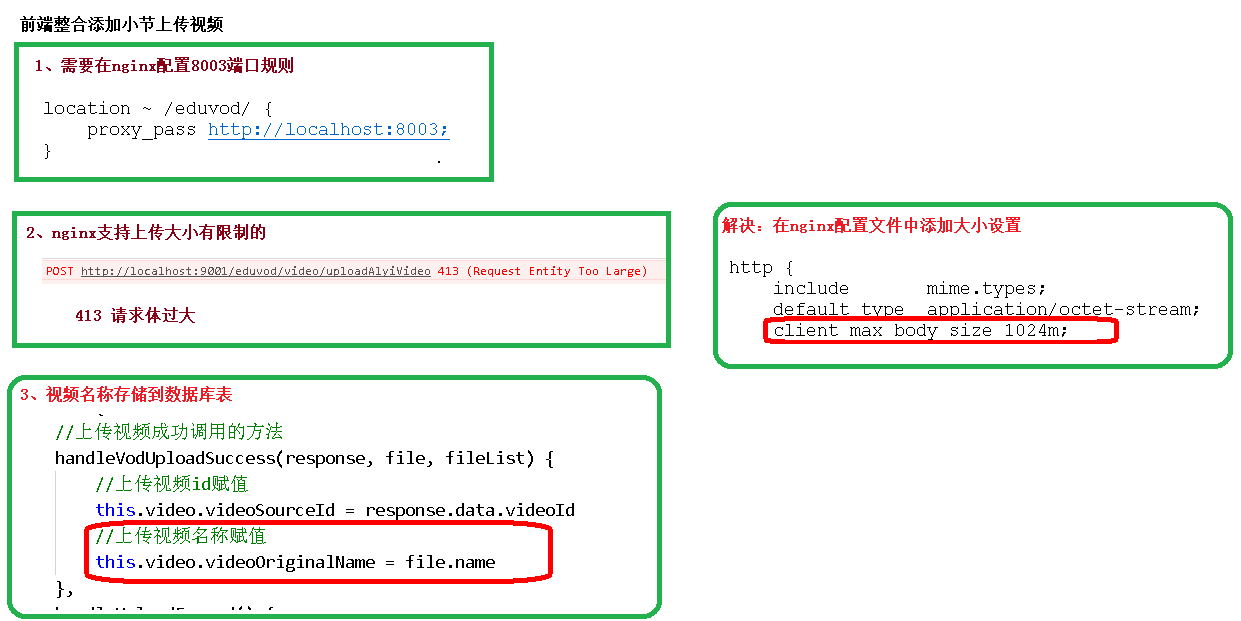 前端整合添加小节上传视频
1、需要在nginx配置8003端口规则
location ~ /eduvod/ {
proxy_pass http://localhost:8003;
}
2、nginx支持上传大小有限制的
POST http://localhost:9001/eduvod/video/uploadAlyiVideo 413 (Request Entity Too Large)
413 请求体过大
解决：在nginx配置文件中添加大小设置
http {
include mime.types;
default_type application/octet-stream;
client_max_body_size 1024m;
3、视频名称存储到数据库表
//上传视频成功调用的方法
handleVodUploadSuccess(response, file, fileList) {
//上传视频id赋值
this.video.videoSourceId = response.data.videoId
//上传视频名称赋值
this.video.videoOriginalName = file.name
},